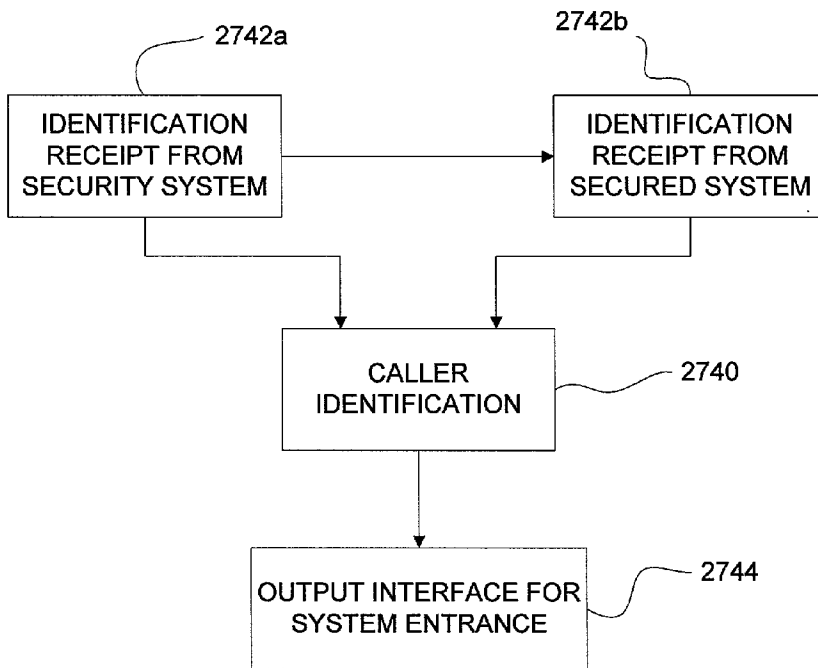 2742a
2742b
IDENTIFICATION
RECEIPT FROM
SECURITY SYSTEM
IDENTIFICATION
RECEIPT FROM
SECURED SYSTEM
CALLER
IDENTIFICATION
2740
OUTPUT INTERFACE FOR
SYSTEM ENTRANCE
2744